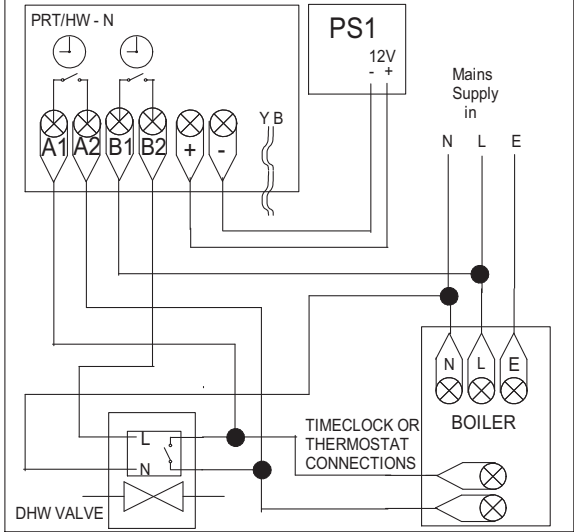 PRT/HW - N
PS1
12V
- +
Mains
Supply
in
N L E
Y B
A1 A2 B1 B2 + -
N L E
BOILER
TIMECLOCK OR
THERMOSTAT
CONNECTIONS
L
N
DHW VALVE